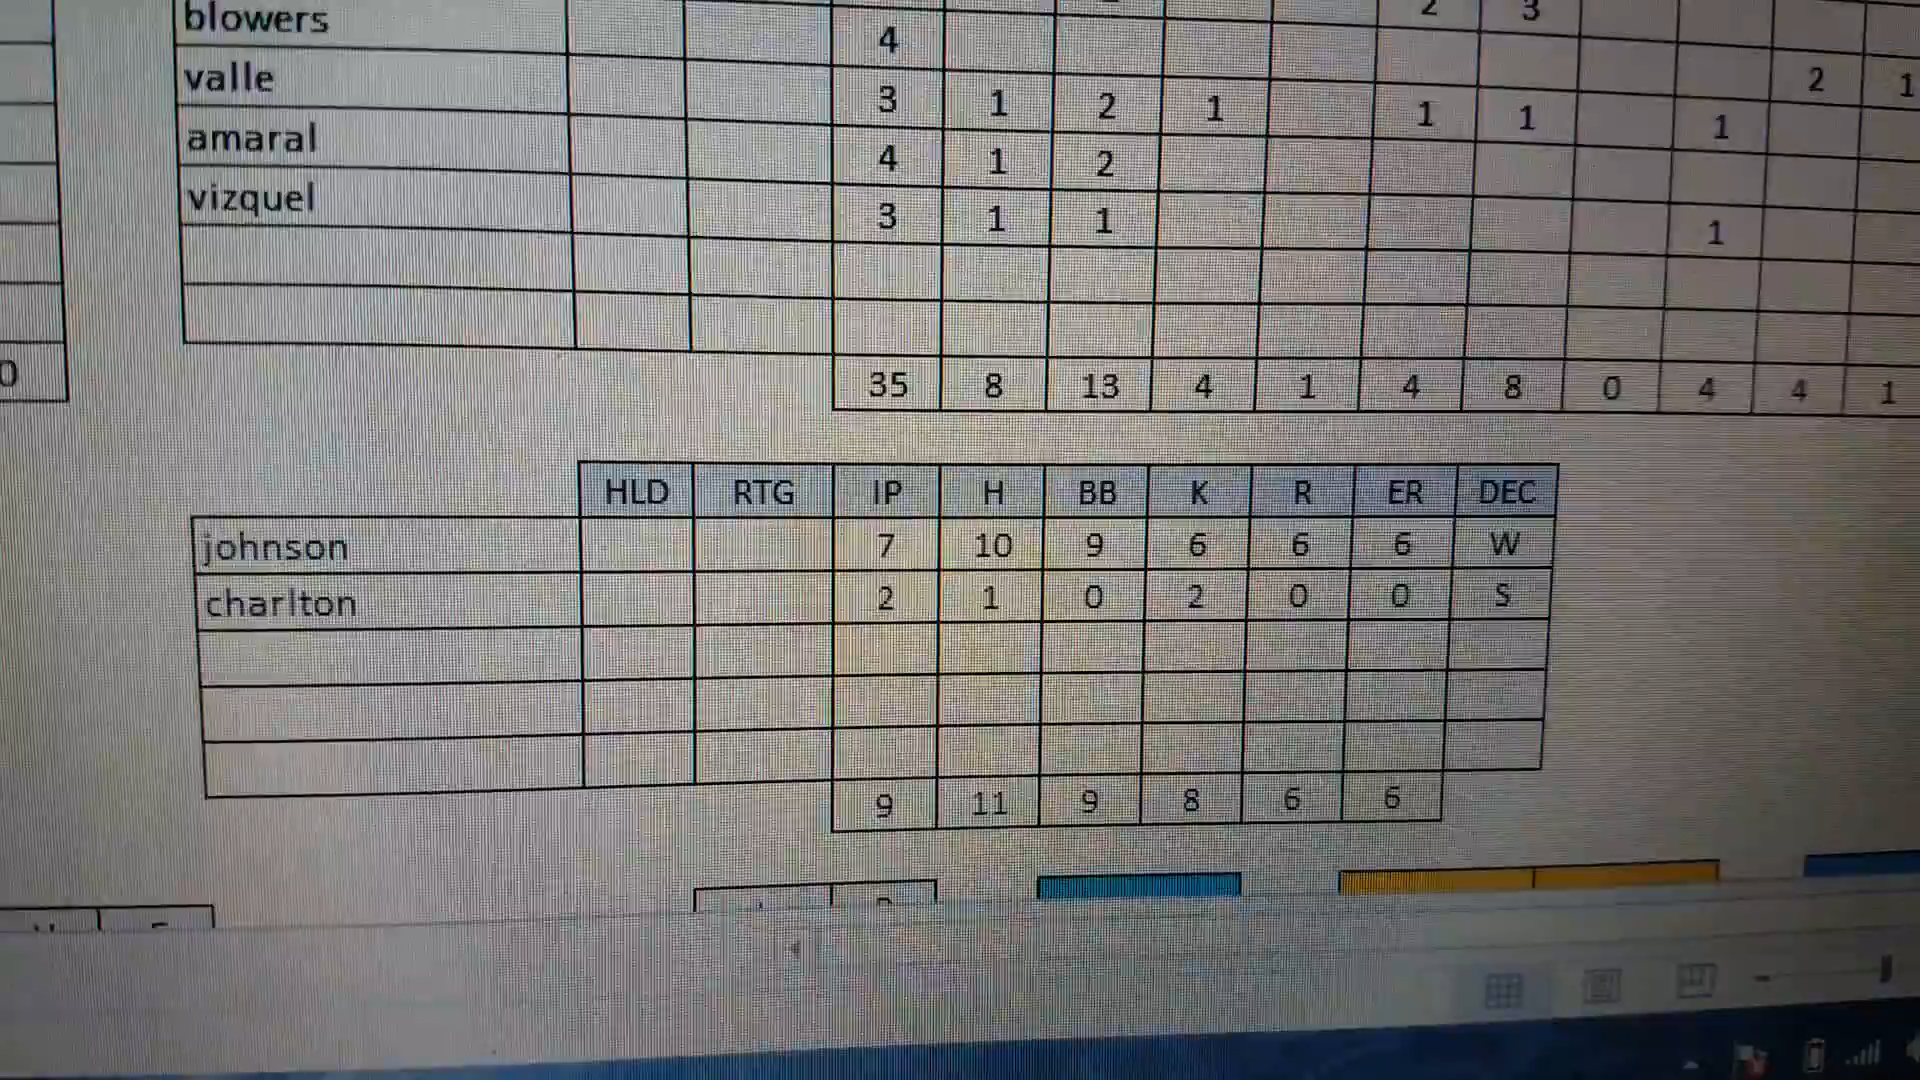 blowers 4 2 3
valle 3 1 2 1 1 1 1 2 1
amaral 4 1 2
vizquel 3 1 1 1
0 35 8 13 4 1 4 8 0 4 4 1
HLD RTG IP H BB K R ER DEC
johnson 7 10 9 6 6 6 W
charlton 2 1 0 2 0 0 S
9 11 9 8 6 6